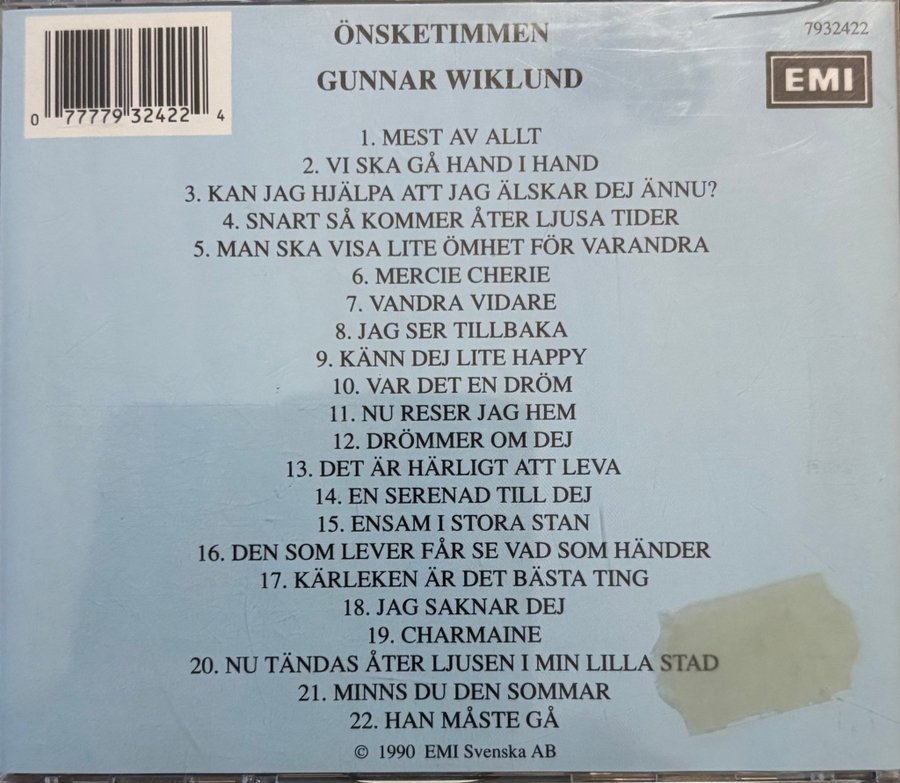 ÖNSKETIMMEN
7932422
GUNNAR WIKLUND
EMI
0 77779 32422 4
1. MEST AV ALLT
2. VI SKA GÅ HAND I HAND
3. KAN JAG HJÄLPA ATT JAG ÄLSKAR DEJ ÄNNU?
4. SNART SÅ KOMMER ÅTER LJUSA TIDER
5. MAN SKA VISA LITE ÖMHET FÖR VARANDRA
6. MERCIE CHERIE
7. VANDRA VIDARE
8. JAG SER TILLBAKA
9. KÄNN DEJ LITE HAPPY
10. VAR DET EN DRÖM
11. NU RESER JAG HEM
12. DRÖMMER OM DEJ
13. DET ÄR HÄRLIGT ATT LEVA
14. EN SERENAD TILL DEJ
15. ENSAM I STORA STAN
16. DEN SOM LEVER FÅR SE VAD SOM HÄNDER
17. KÄRLEKEN ÄR DET BÄSTA TING
18. JAG SAKNAR DEJ
19. CHARMAINE
20. NU TÄNDAS ÅTER LJUSEN I MIN LILLA STAD
21. MINNS DU DEN SOMMAR
22. HAN MÅSTE GÅ
© 1990 EMI Svenska AB